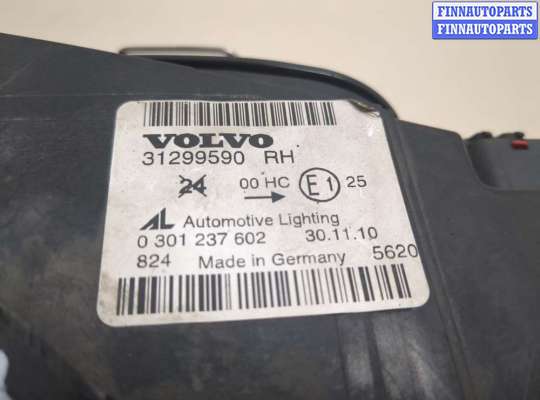 FINNAUTOPARTS
FINNAUTOPARTS
VOLVO
31299590 RH
24 00 HC E1 25
AL Automotive Lighting
0 301 237 602 30.11.10
824 Made in Germany 5620